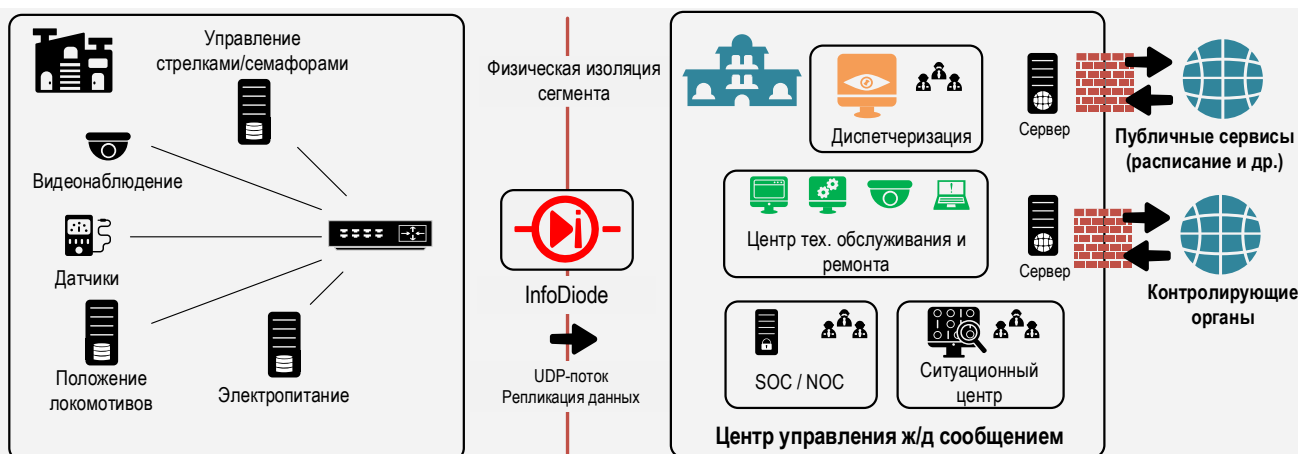 Управление
стрелками/семафорами
Видеонаблюдение
Датчики
Положение
локомотивов
Электропитание
Физическая изоляция
сегмента
InfoDiode
UDP-поток
Репликация данных
Диспетчеризация
Центр тех. обслуживания и
ремонта
SOC / NOC
Ситуационный
центр
Центр управления ж/д сообщением
Сервер
Публичные сервисы
(расписание и др.)
Сервер
Контролирующие
органы